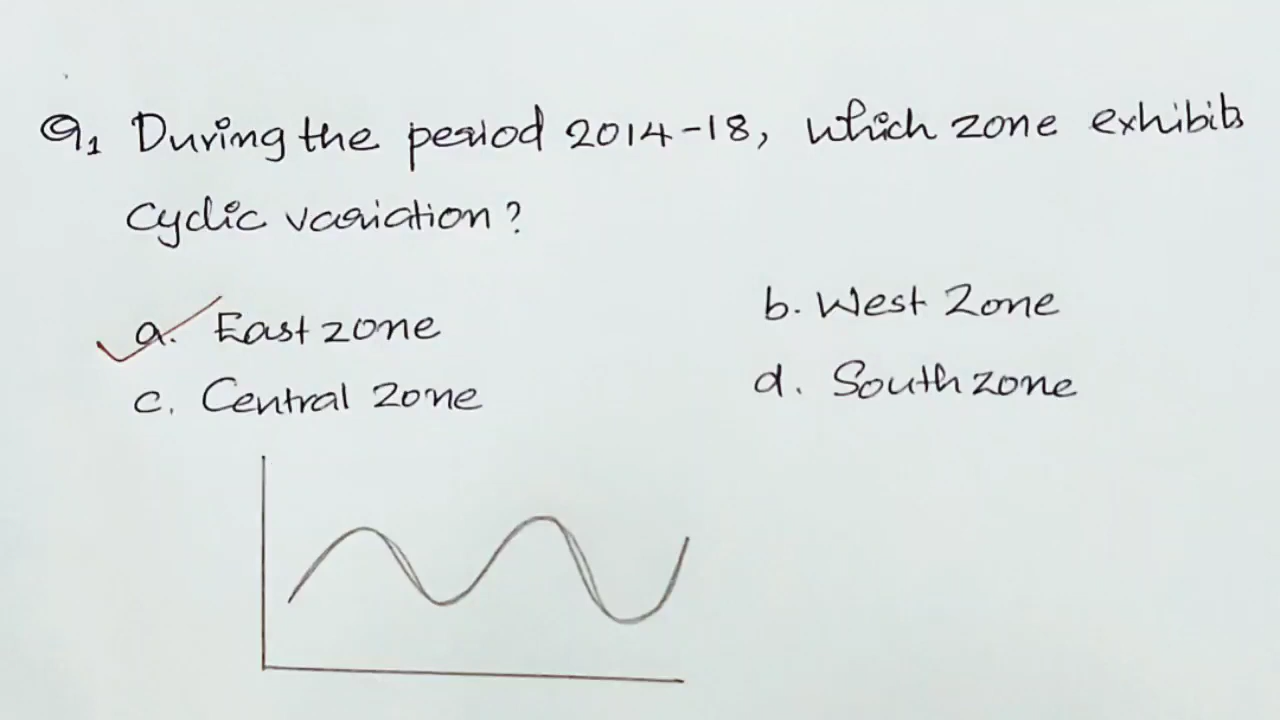 Q1 During the period 2014-18, which zone exhibits
cyclic variation?
a. East zone
b. West Zone
c. Central Zone
d. South zone